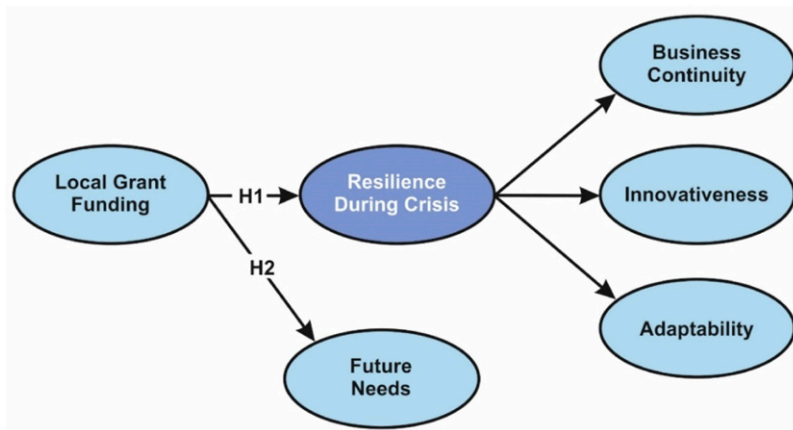 Business
Continuity
Local Grant
Funding
H1
Resilience
During Crisis
Innovativeness
H2
Adaptability
Future
Needs